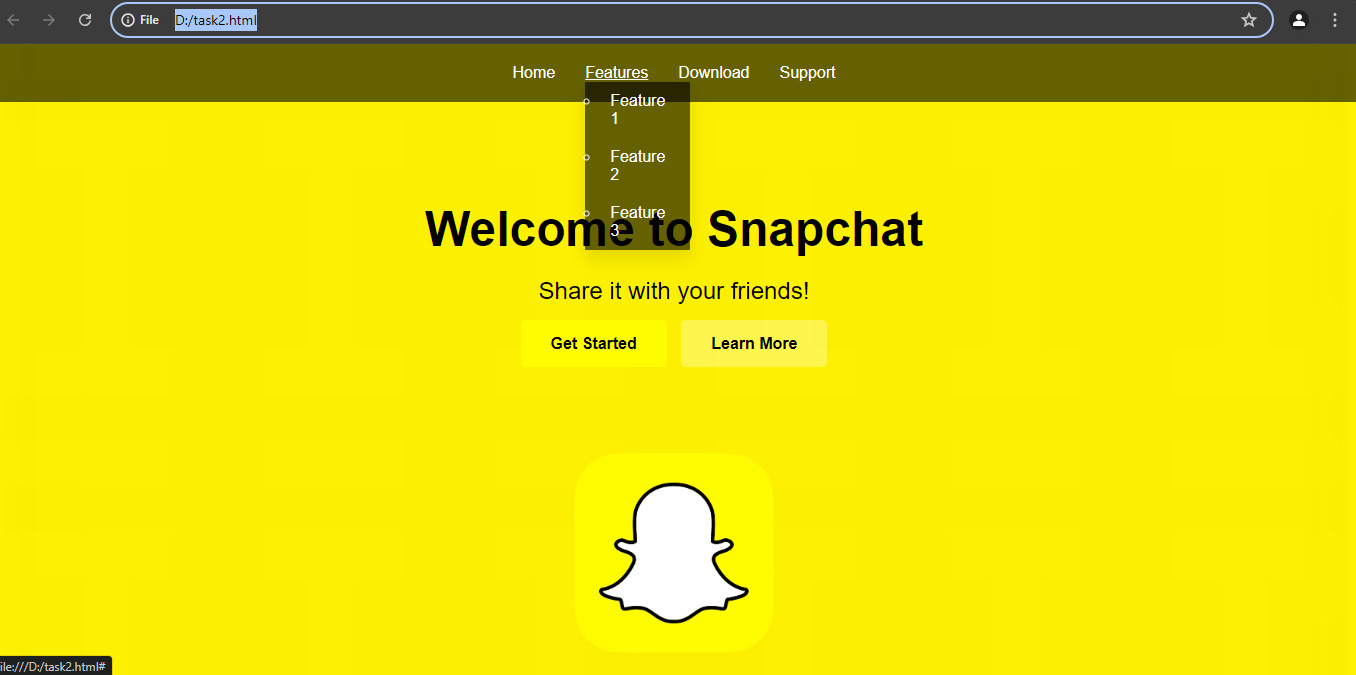 File D:/task2.html
Home Features Download Support
Feature
1
Feature
2
Feature
3
Welcome to Snapchat
Share it with your friends!
Get Started Learn More
ile:///D:/task2.html#